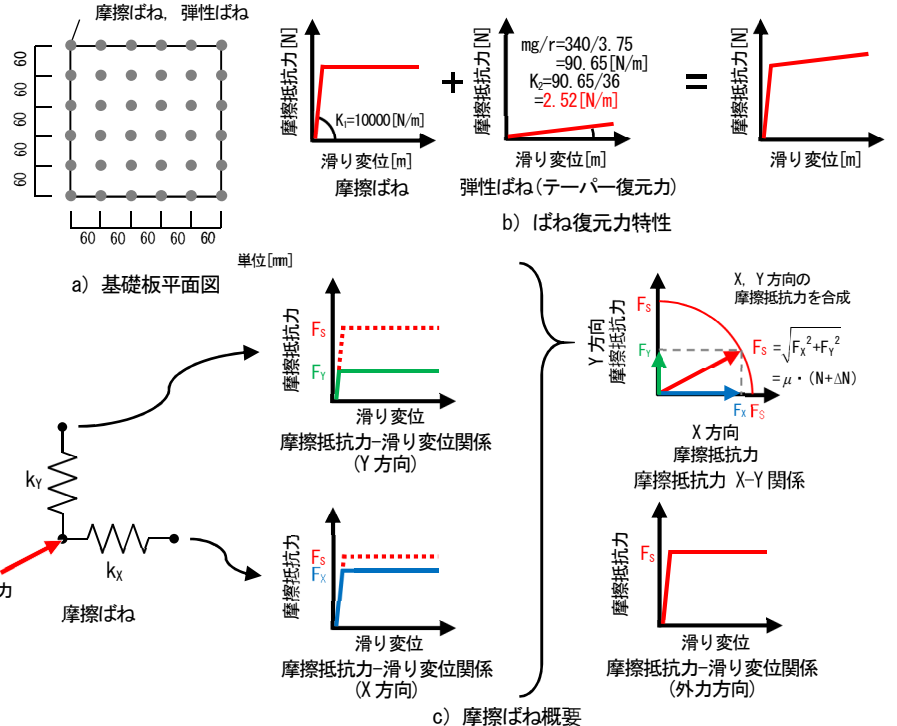 摩擦ばね，弾性ばね
60
60
60
60
60
60
60
60
60
60
単位[mm]
a) 基礎板平面図
摩擦抵抗力[N]
K₁=10000[N/m]
滑り変位[m]
摩擦ばね
+
摩擦抵抗力[N]
mg/r=340/3.75
=90.65[N/m]
K₂=90.65/36
=2.52[N/m]
滑り変位[m]
弾性ばね(テーパー復元力)
=
摩擦抵抗力[N]
滑り変位[m]
b) ばね復元力特性
kY
kX
力
摩擦ばね
摩擦抵抗力
FS
FY
滑り変位
摩擦抵抗力-滑り変位関係
(Y方向)
摩擦抵抗力
FS
FX
滑り変位
摩擦抵抗力-滑り変位関係
(X方向)
X, Y方向の
摩擦抵抗力を合成
Y方向
摩擦抵抗力
FS
FY
FS =√FX²+FY²
=μ・(N+ΔN)
FX FS
X方向
摩擦抵抗力
摩擦抵抗力 X-Y関係
摩擦抵抗力
FS
滑り変位
摩擦抵抗力-滑り変位関係
(外力方向)
c) 摩擦ばね概要